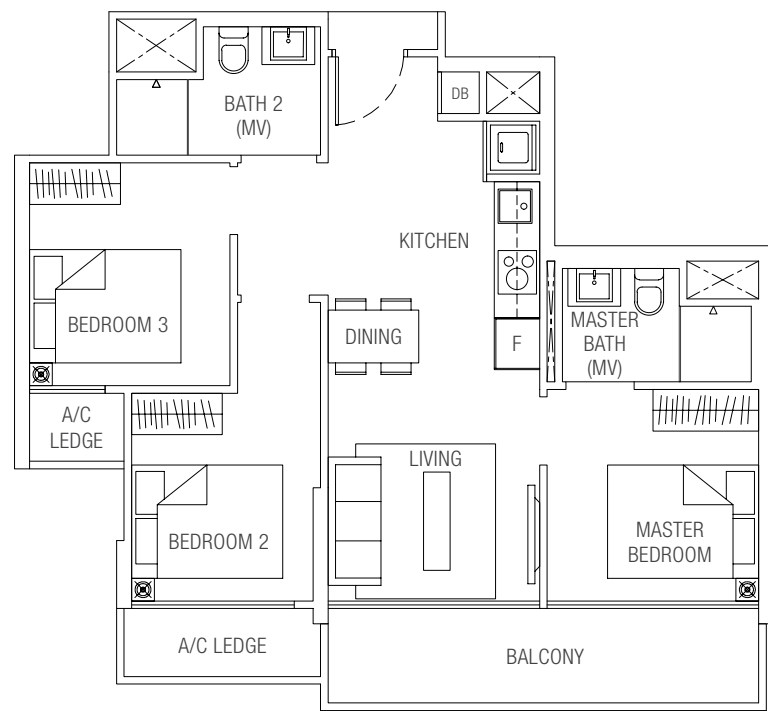 DB
BATH 2
(MV)
KITCHEN
BEDROOM 3
DINING
F
MASTER
BATH
(MV)
A/C
LEDGE
LIVING
BEDROOM 2
MASTER
BEDROOM
A/C LEDGE
BALCONY